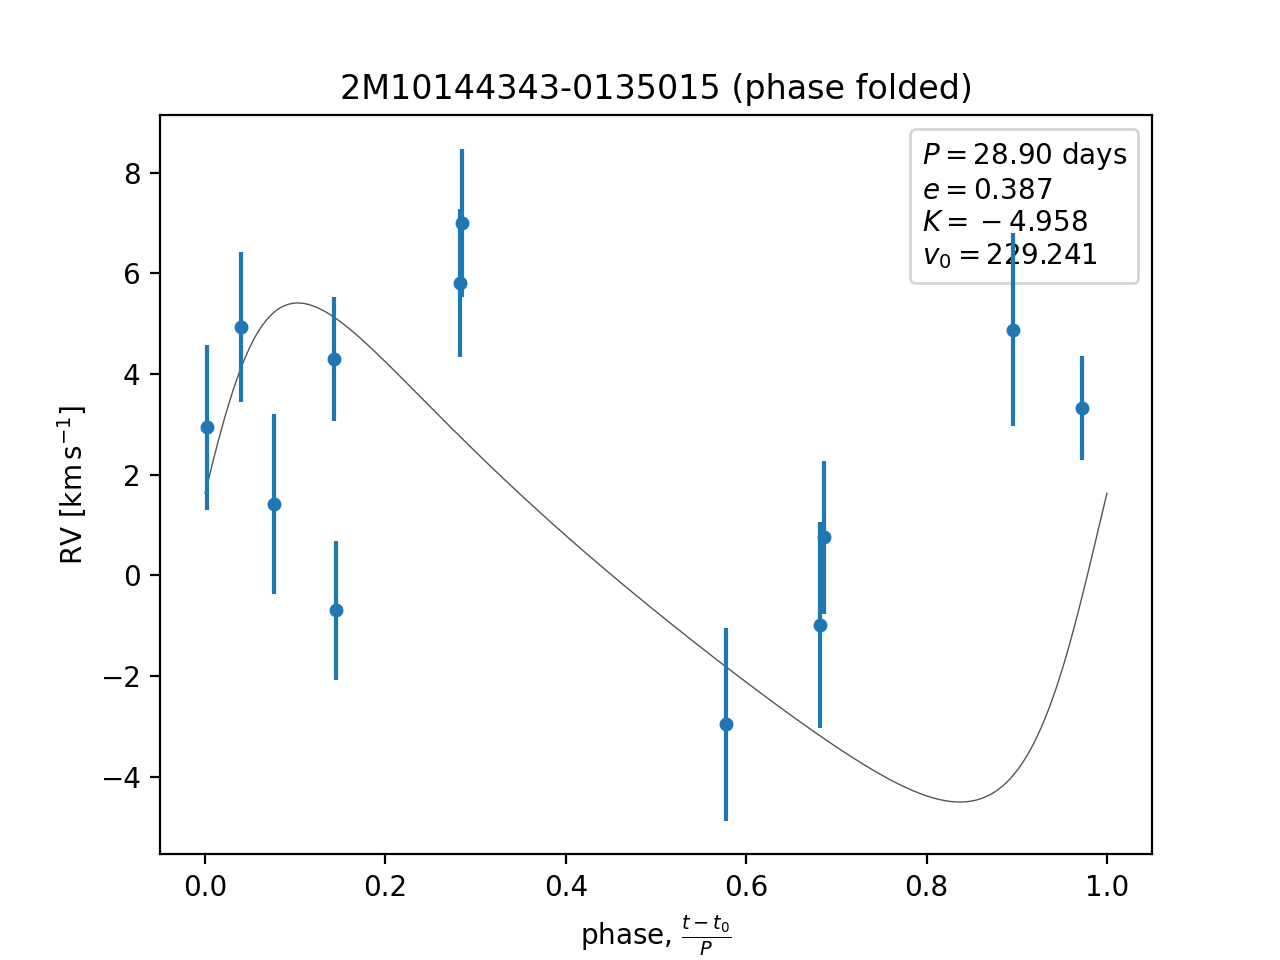 2M10144343-0135015 (phase folded)
P = 28.90 days
e = 0.387
K = −4.958
v₀ = 229.241
8
6
4
2
0
−2
−4
RV [km s⁻¹]
0.0 0.2 0.4 0.6 0.8 1.0
phase, (t − t₀)/P